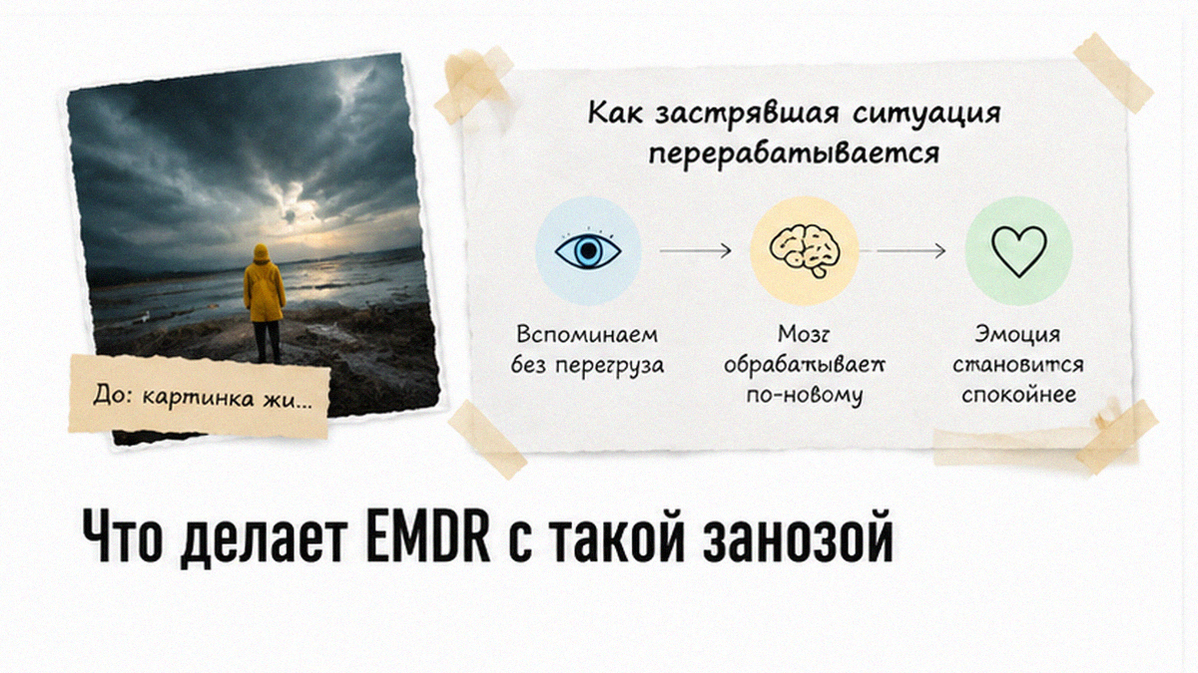 Как застрявшая ситуация
перерабатывается
Вспоминаем
без перегруза
Мозг
обрабатывает
по-новому
Эмоция
становится
спокойнее
До: картинка жи...
Что делает EMDR с такой занозой